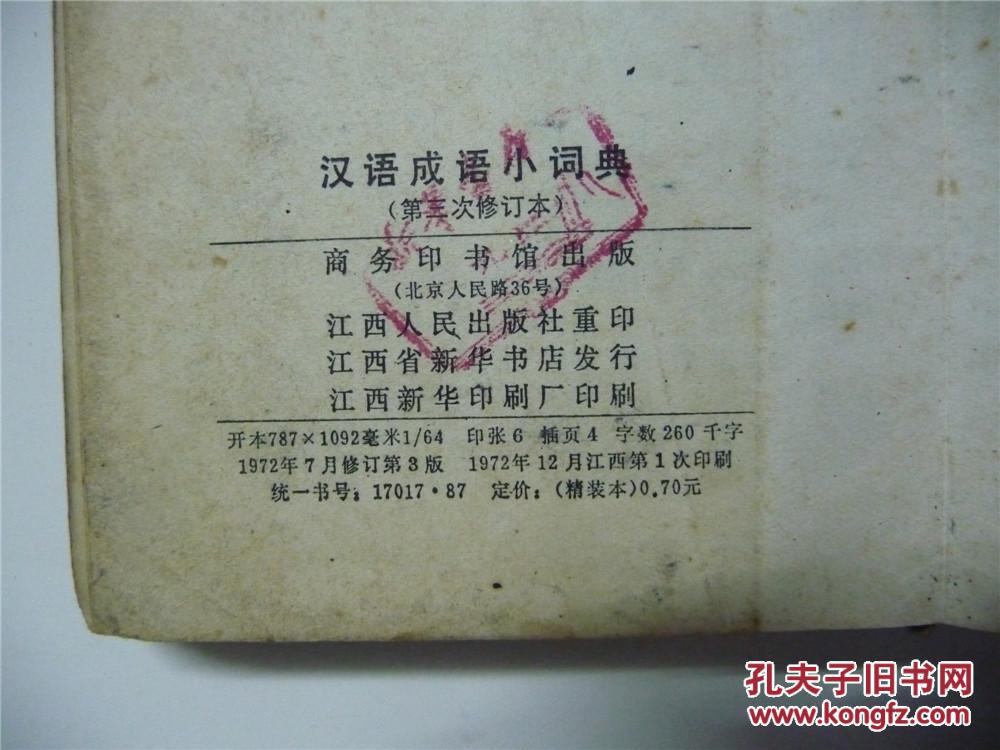 汉语成语小词典
(第三次修订本)
商务印书馆出版
(北京人民路36号)
江西人民出版社重印
江西省新华书店发行
江西新华印刷厂印刷
开本787×1092毫米1/64 印张6 插页4 字数260千字
1972年7月修订第3版 1972年12月江西第1次印刷
统一书号:17017·87 定价:(精装本)0.70元
孔夫子旧书网
www.kongfz.com